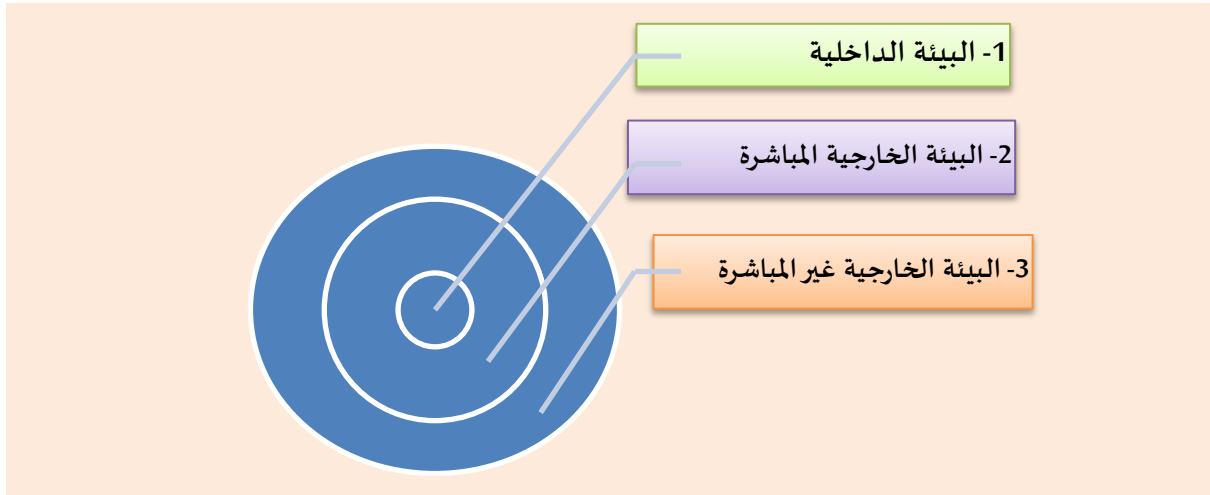 1- البيئة الداخلية
2- البيئة الخارجية المباشرة
3- البيئة الخارجية غير المباشرة